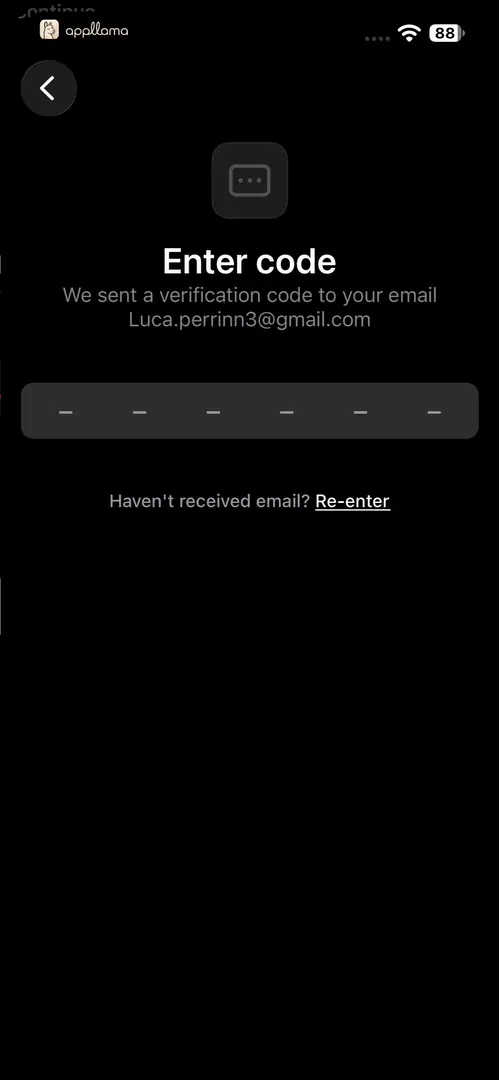 appllama
88
Enter code
We sent a verification code to your email
Luca.perrinn3@gmail.com
Haven't received email? Re-enter